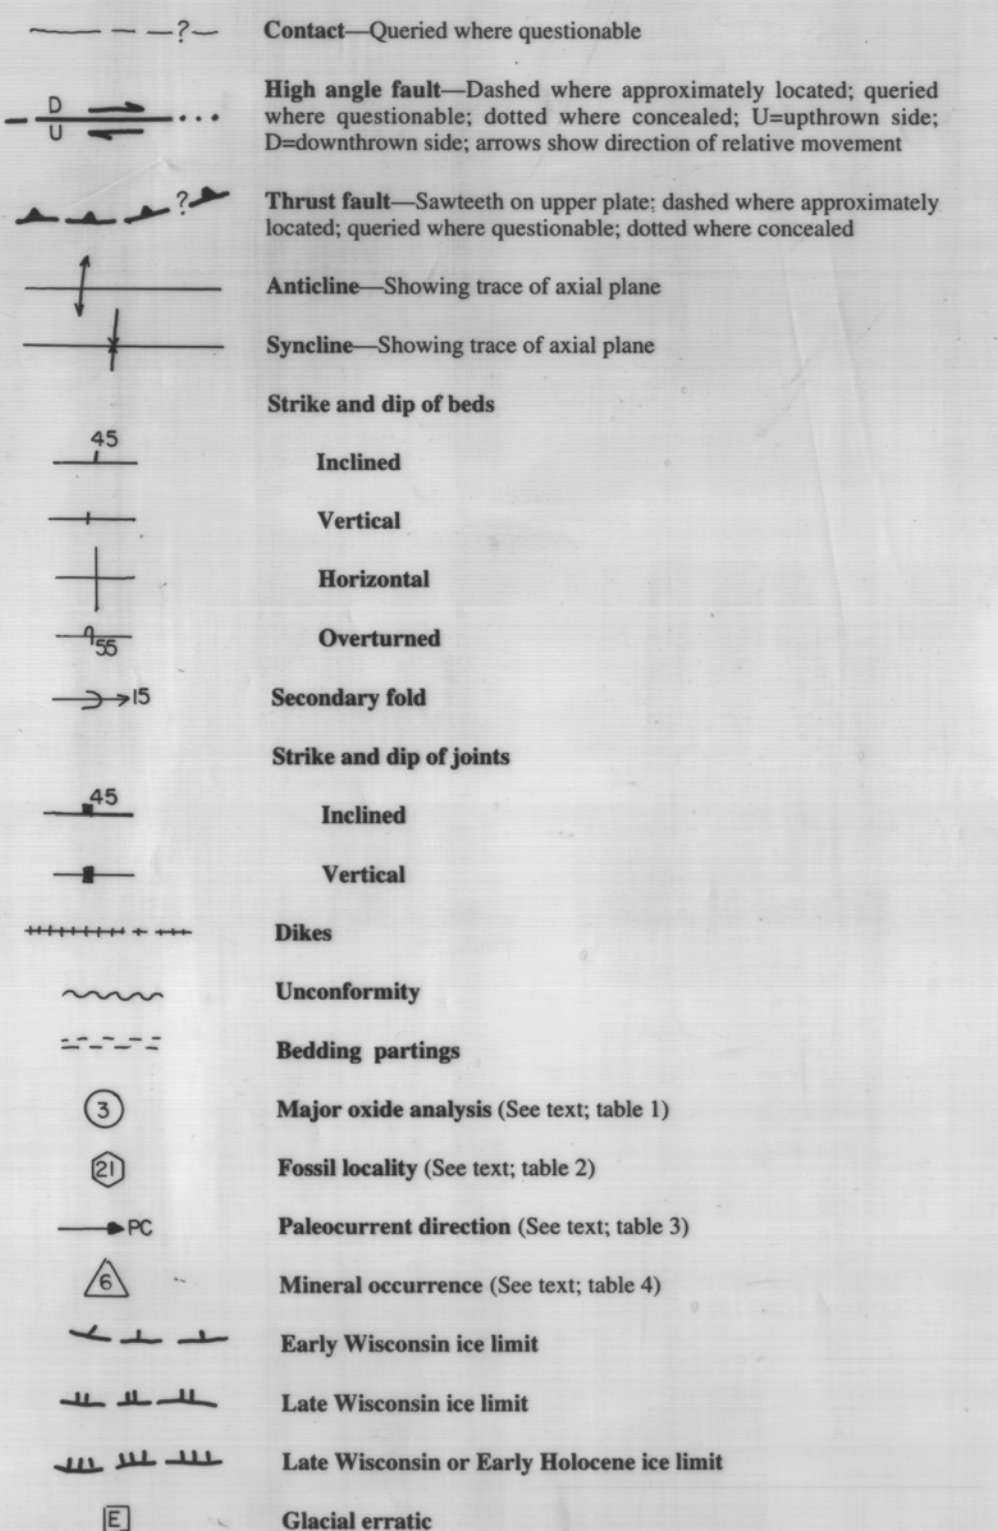 ? Contact—Queried where questionable
D
U
High angle fault—Dashed where approximately located; queried
where questionable; dotted where concealed; U=upthrown side;
D=downthrown side; arrows show direction of relative movement
? Thrust fault—Sawteeth on upper plate; dashed where approximately
located; queried where questionable; dotted where concealed
Anticline—Showing trace of axial plane
Syncline—Showing trace of axial plane
Strike and dip of beds
45 Inclined
Vertical
Horizontal
55 Overturned
15 Secondary fold
Strike and dip of joints
45 Inclined
Vertical
Dikes
Unconformity
Bedding partings
3 Major oxide analysis (See text; table 1)
21 Fossil locality (See text; table 2)
PC Paleocurrent direction (See text; table 3)
6 Mineral occurrence (See text; table 4)
Early Wisconsin ice limit
Late Wisconsin ice limit
Late Wisconsin or Early Holocene ice limit
E Glacial erratic